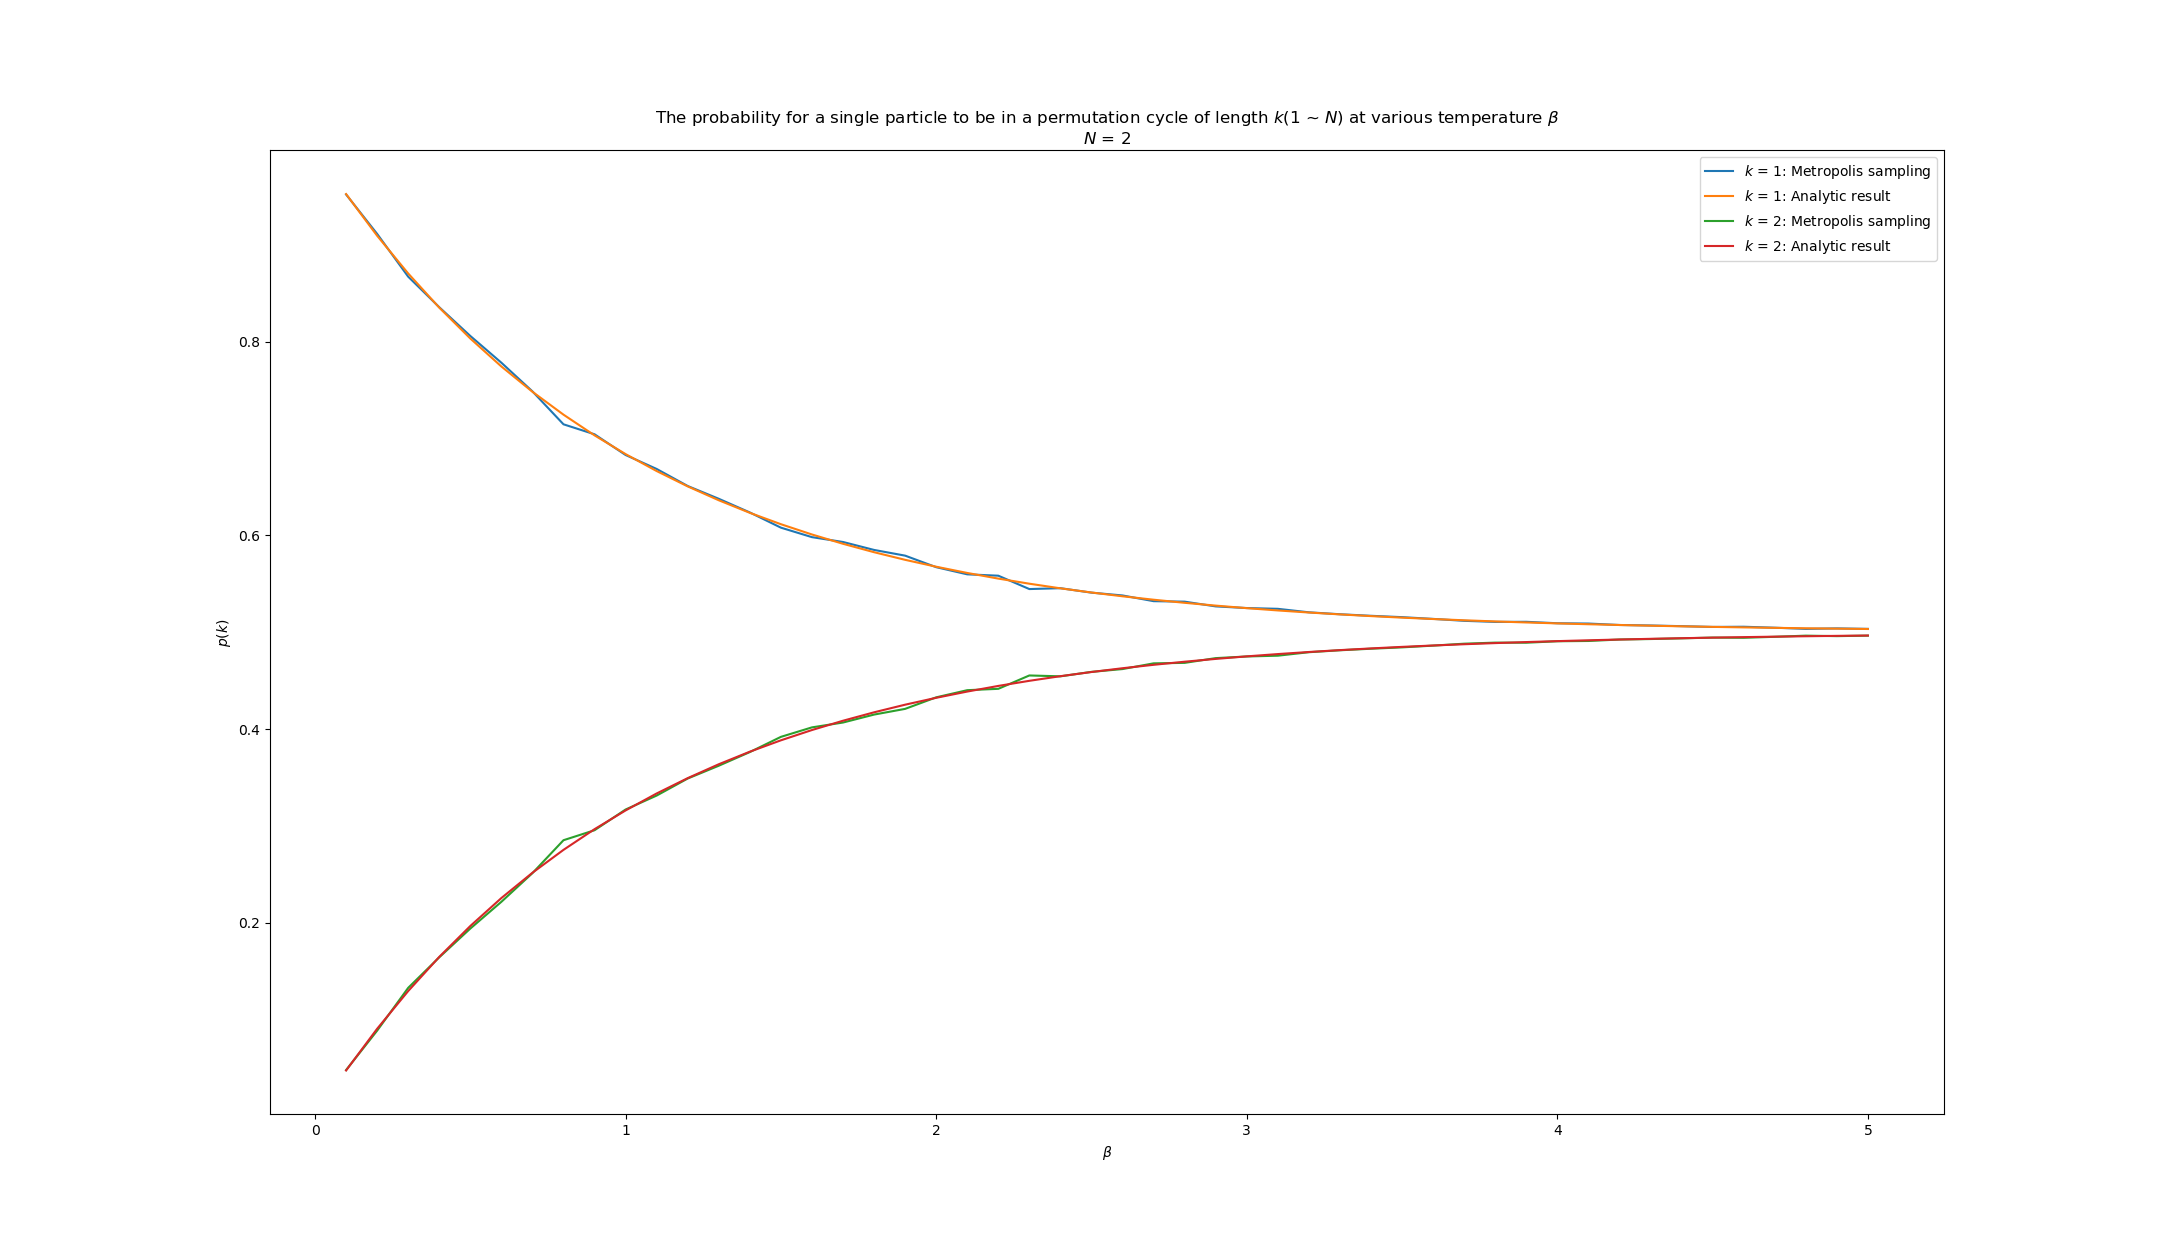 The probability for a single particle to be in a permutation cycle of length k(1 ~ N) at various temperature β
N = 2
k = 1: Metropolis sampling
k = 1: Analytic result
k = 2: Metropolis sampling
k = 2: Analytic result
0.8
0.6
0.4
0.2
p(k)
0 1 2 3 4 5
β